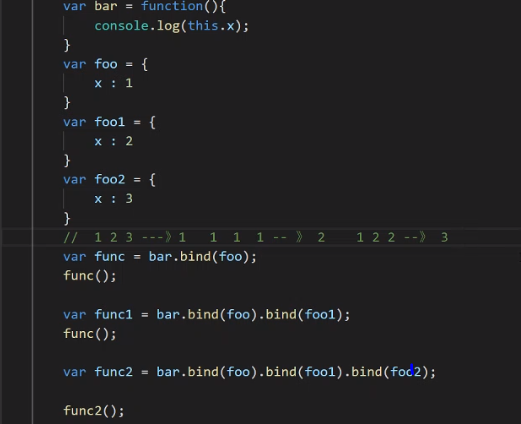 var bar = function(){
console.log(this.x);
}
var foo = {
x : 1
}
var foo1 = {
x : 2
}
var foo2 = {
x : 3
}
// 1 2 3 ---》1 1 1 1 -- 》 2 1 2 2 --》 3
var func = bar.bind(foo);
func();
var func1 = bar.bind(foo).bind(foo1);
func();
var func2 = bar.bind(foo).bind(foo1).bind(foo2);
func2();